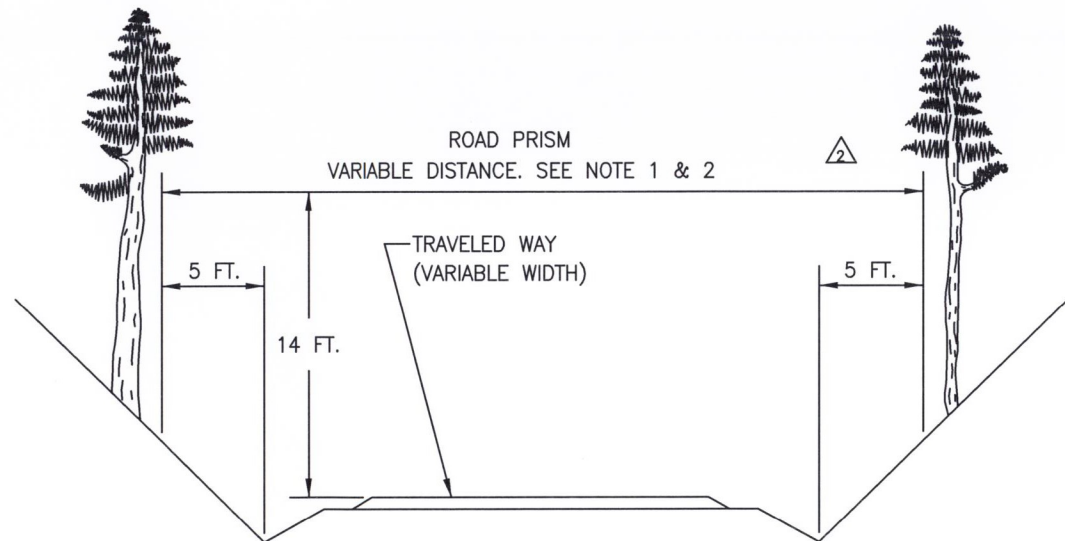 ROAD PRISM
VARIABLE DISTANCE. SEE NOTE 1 & 2
2
TRAVELED WAY
(VARIABLE WIDTH)
5 FT.
5 FT.
14 FT.